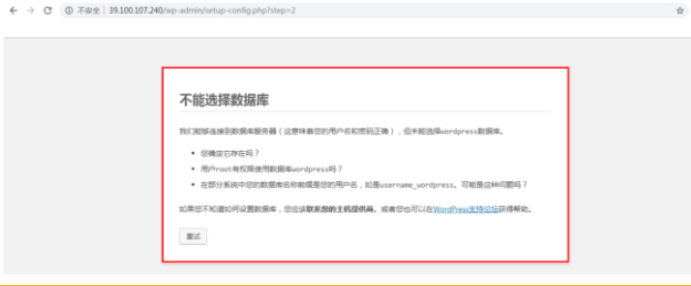 不安全 | 39.100.107.240/wp-admin/setup-config.php?step=2
不能选择数据库
我们能够连接到数据库服务器（这意味着您的用户名和密码正确），但未能选择wordpress数据库。
• 您确定它存在吗？
• 用户root有权限使用数据库wordpress吗？
• 在部分系统中您的数据库名称前缀是您的用户名，如是username_wordpress。可能是这种问题吗？
如果您不知道如何设置数据库，您应该联系您的主机提供商。或者您也可以在WordPress支持论坛获得帮助。
重试